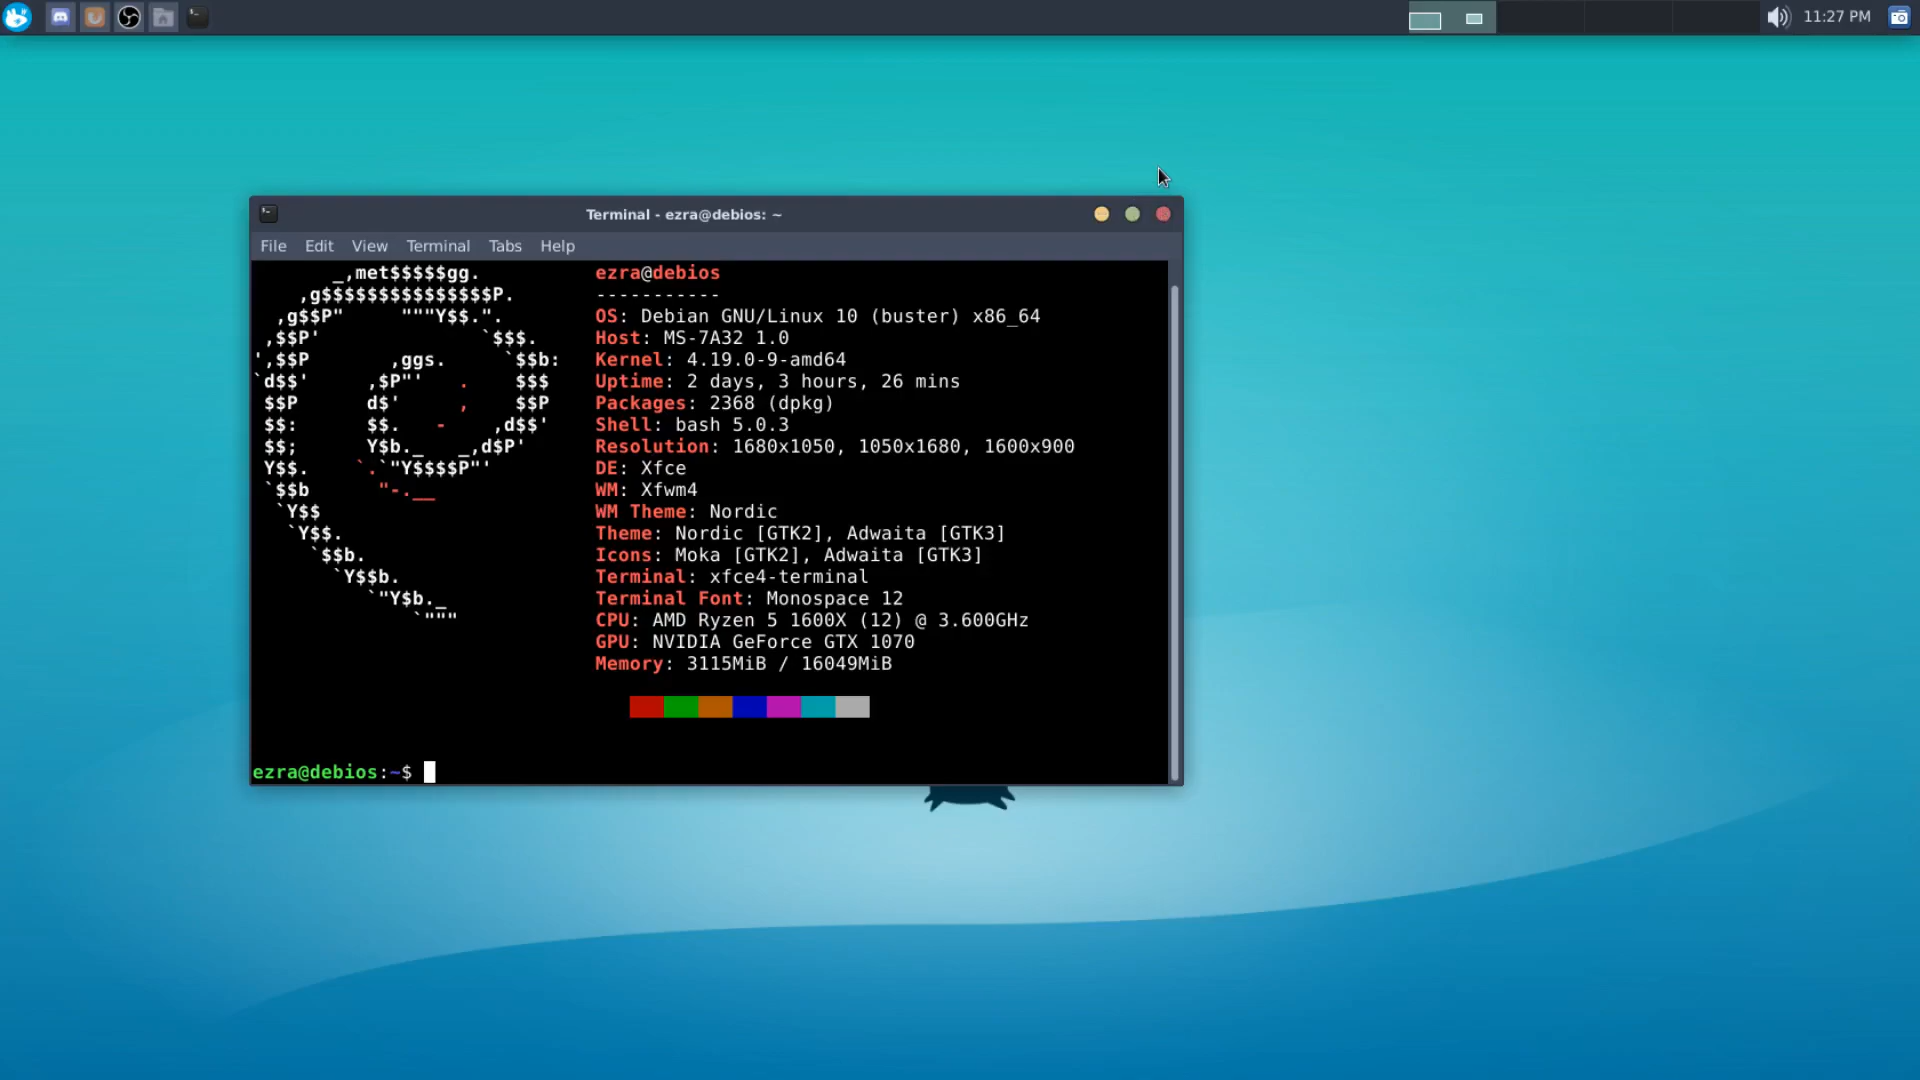 11:27 PM
Terminal - ezra@debios: ~
File Edit View Terminal Tabs Help
_,met$$$$$gg. ezra@debios
,g$$$$$$$$$$$$$$$P. -----------
,g$$P" """Y$$.". OS: Debian GNU/Linux 10 (buster) x86_64
,$$P' `$$$. Host: MS-7A32 1.0
',$$P ,ggs. `$$b: Kernel: 4.19.0-9-amd64
`d$$' ,$P"' . $$$ Uptime: 2 days, 3 hours, 26 mins
$$P d$' , $$P Packages: 2368 (dpkg)
$$: $$. - ,d$$' Shell: bash 5.0.3
$$; Y$b._ _,d$P' Resolution: 1680x1050, 1050x1680, 1600x900
Y$$. `.`"Y$$$$P"' DE: Xfce
`$$b "-.__ WM: Xfwm4
`Y$$ WM Theme: Nordic
`Y$$. Theme: Nordic [GTK2], Adwaita [GTK3]
`$$b. Icons: Moka [GTK2], Adwaita [GTK3]
`Y$$b. Terminal: xfce4-terminal
`"Y$b._ Terminal Font: Monospace 12
`""" CPU: AMD Ryzen 5 1600X (12) @ 3.600GHz
GPU: NVIDIA GeForce GTX 1070
Memory: 3115MiB / 16049MiB
ezra@debios:~$